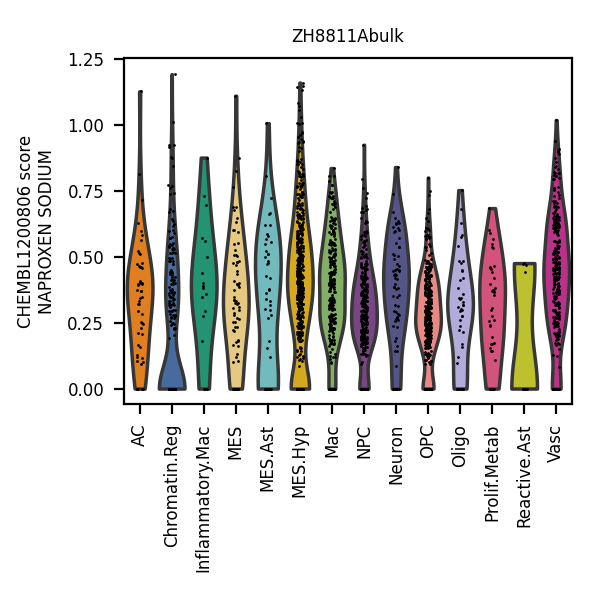 ZH8811Abulk
CHEMBL1200806 score
NAPROXEN SODIUM
1.25
1.00
0.75
0.50
0.25
0.00
AC
Chromatin.Reg
Inflammatory.Mac
MES
MES.Ast
MES.Hyp
Mac
NPC
Neuron
OPC
Oligo
Prolif.Metab
Reactive.Ast
Vasc